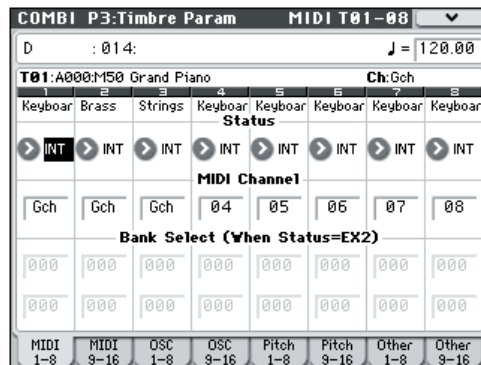 COMBI P3:Timbre Param MIDI T01-08
D :014: ♩= 120.00
T01:A000:M50 Grand Piano Ch:Gch
1 2 3 4 5 6 7 8
Keyboar Brass Strings Keyboar Keyboar Keyboar Keyboar Keyboar
Status
INT INT INT INT INT INT INT INT
MIDI Channel
Gch Gch Gch 04 05 06 07 08
Bank Select (When Status=EX2)
000 000 000 000 000 000 000 000
000 000 000 000 000 000 000 000
MIDI MIDI OSC OSC Pitch Pitch Other Other
1-8 9-16 1-8 9-16 1-8 9-16 1-8 9-16